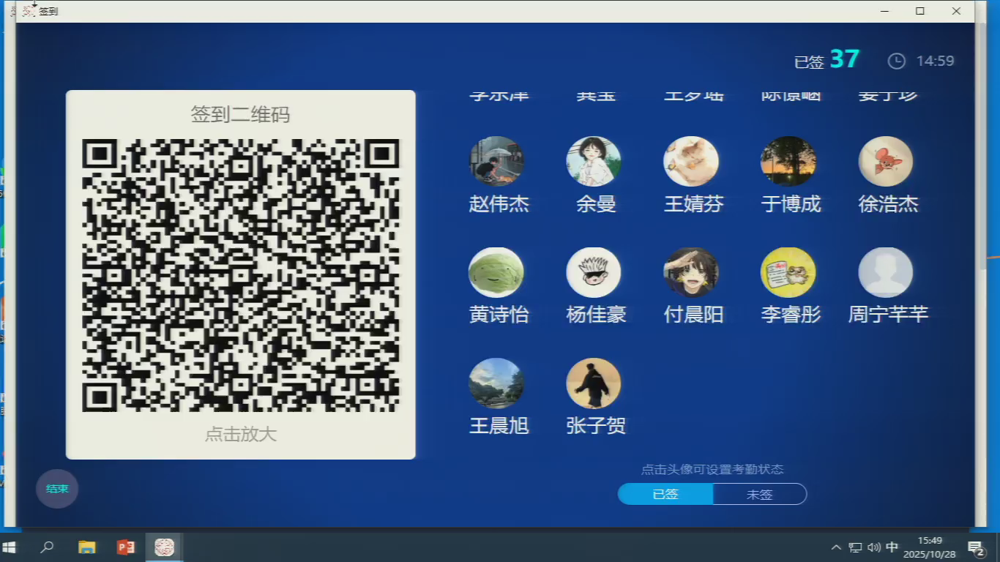 签到
已签 37 14:59
签到二维码
赵伟杰 余曼 王婧芬 于博成 徐浩杰
黄诗怡 杨佳豪 付晨阳 李睿彤 周宁芊芊
王晨旭 张子贺
点击放大
点击头像可设置考勤状态
结束
已签 未签
中
15:49
2025/10/28
2